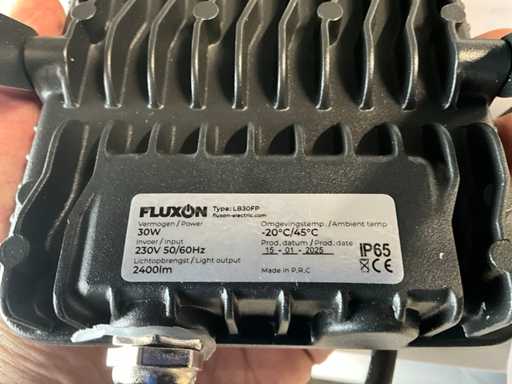 FLUXON
Type: LB30FP
fluxon-electric.com
Vermogen / Power
30W
Invoer / Input
230V 50/60Hz
Lichtopbrengst / Light output
2400lm
Omgevingstemp. / Ambient temp
-20°C/45°C
Prod. datum / Prod. date
15 - 01 - 2025
Made in P.R.C
IP65
CE